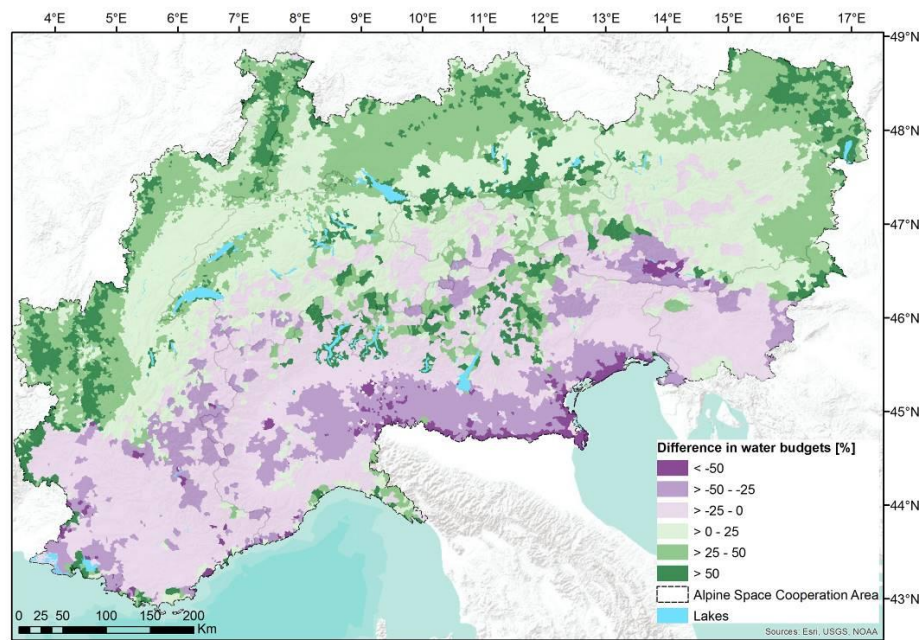 4°E 5°E 6°E 7°E 8°E 9°E 10°E 11°E 12°E 13°E 14°E 15°E 16°E 17°E
49°N
48°N
47°N
46°N
45°N
44°N
43°N
Difference in water budgets [%]
< -50
> -50 - -25
> -25 - 0
> 0 - 25
> 25 - 50
> 50
Alpine Space Cooperation Area
Lakes
0 25 50 100 150 200
Km
Sources: Esri, USGS, NOAA